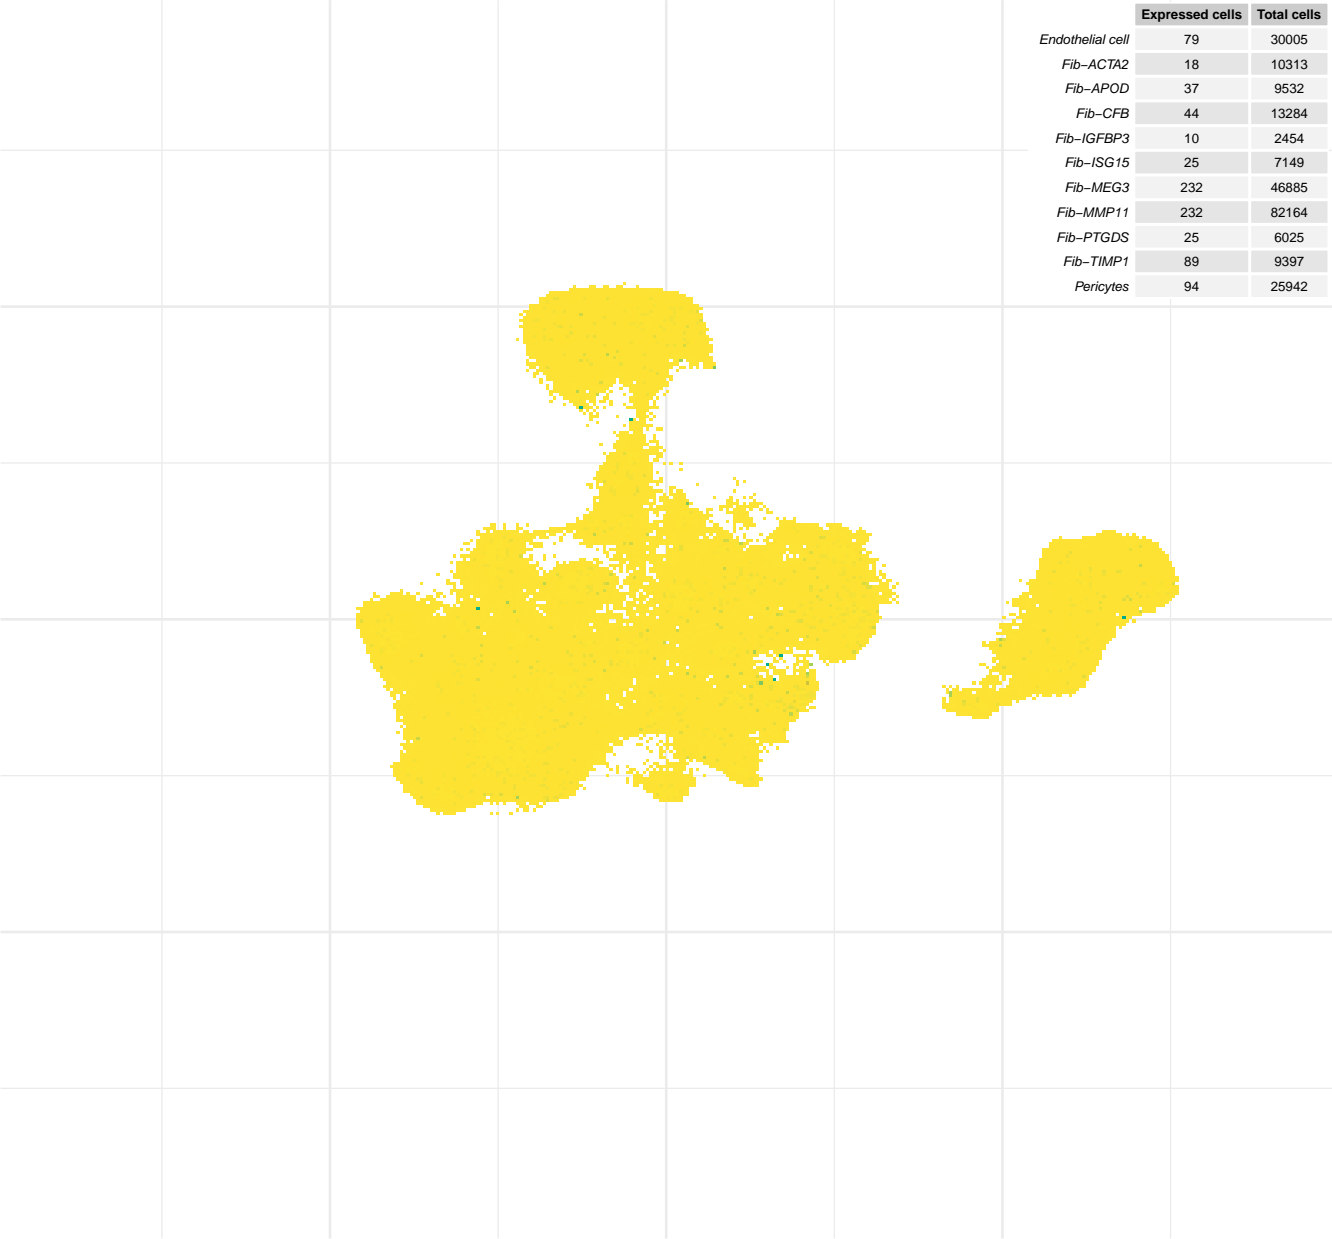 Expressed cells Total cells
Endothelial cell 79 30005
Fib−ACTA2 18 10313
Fib−APOD 37 9532
Fib−CFB 44 13284
Fib−IGFBP3 10 2454
Fib−ISG15 25 7149
Fib−MEG3 232 46885
Fib−MMP11 232 82164
Fib−PTGDS 25 6025
Fib−TIMP1 89 9397
Pericytes 94 25942